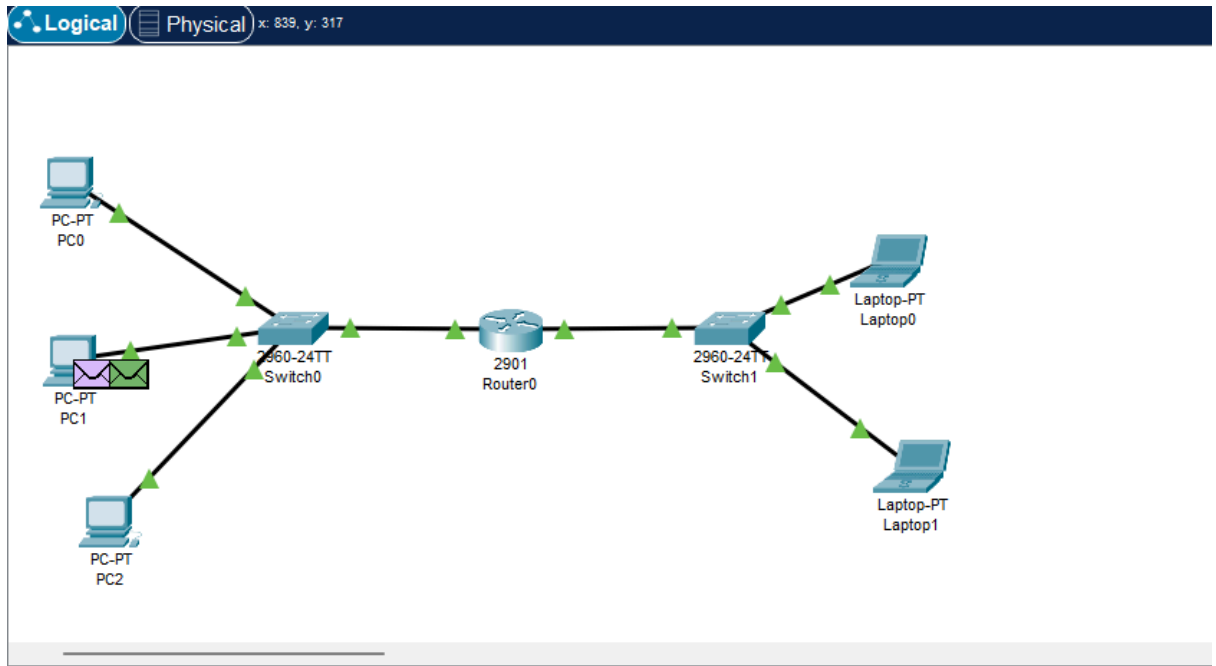 Logical Physical x: 839, y: 317
PC-PT
PC0
PC-PT
PC1
PC-PT
PC2
2960-24TT
Switch0
2901
Router0
2960-24TT
Switch1
Laptop-PT
Laptop0
Laptop-PT
Laptop1